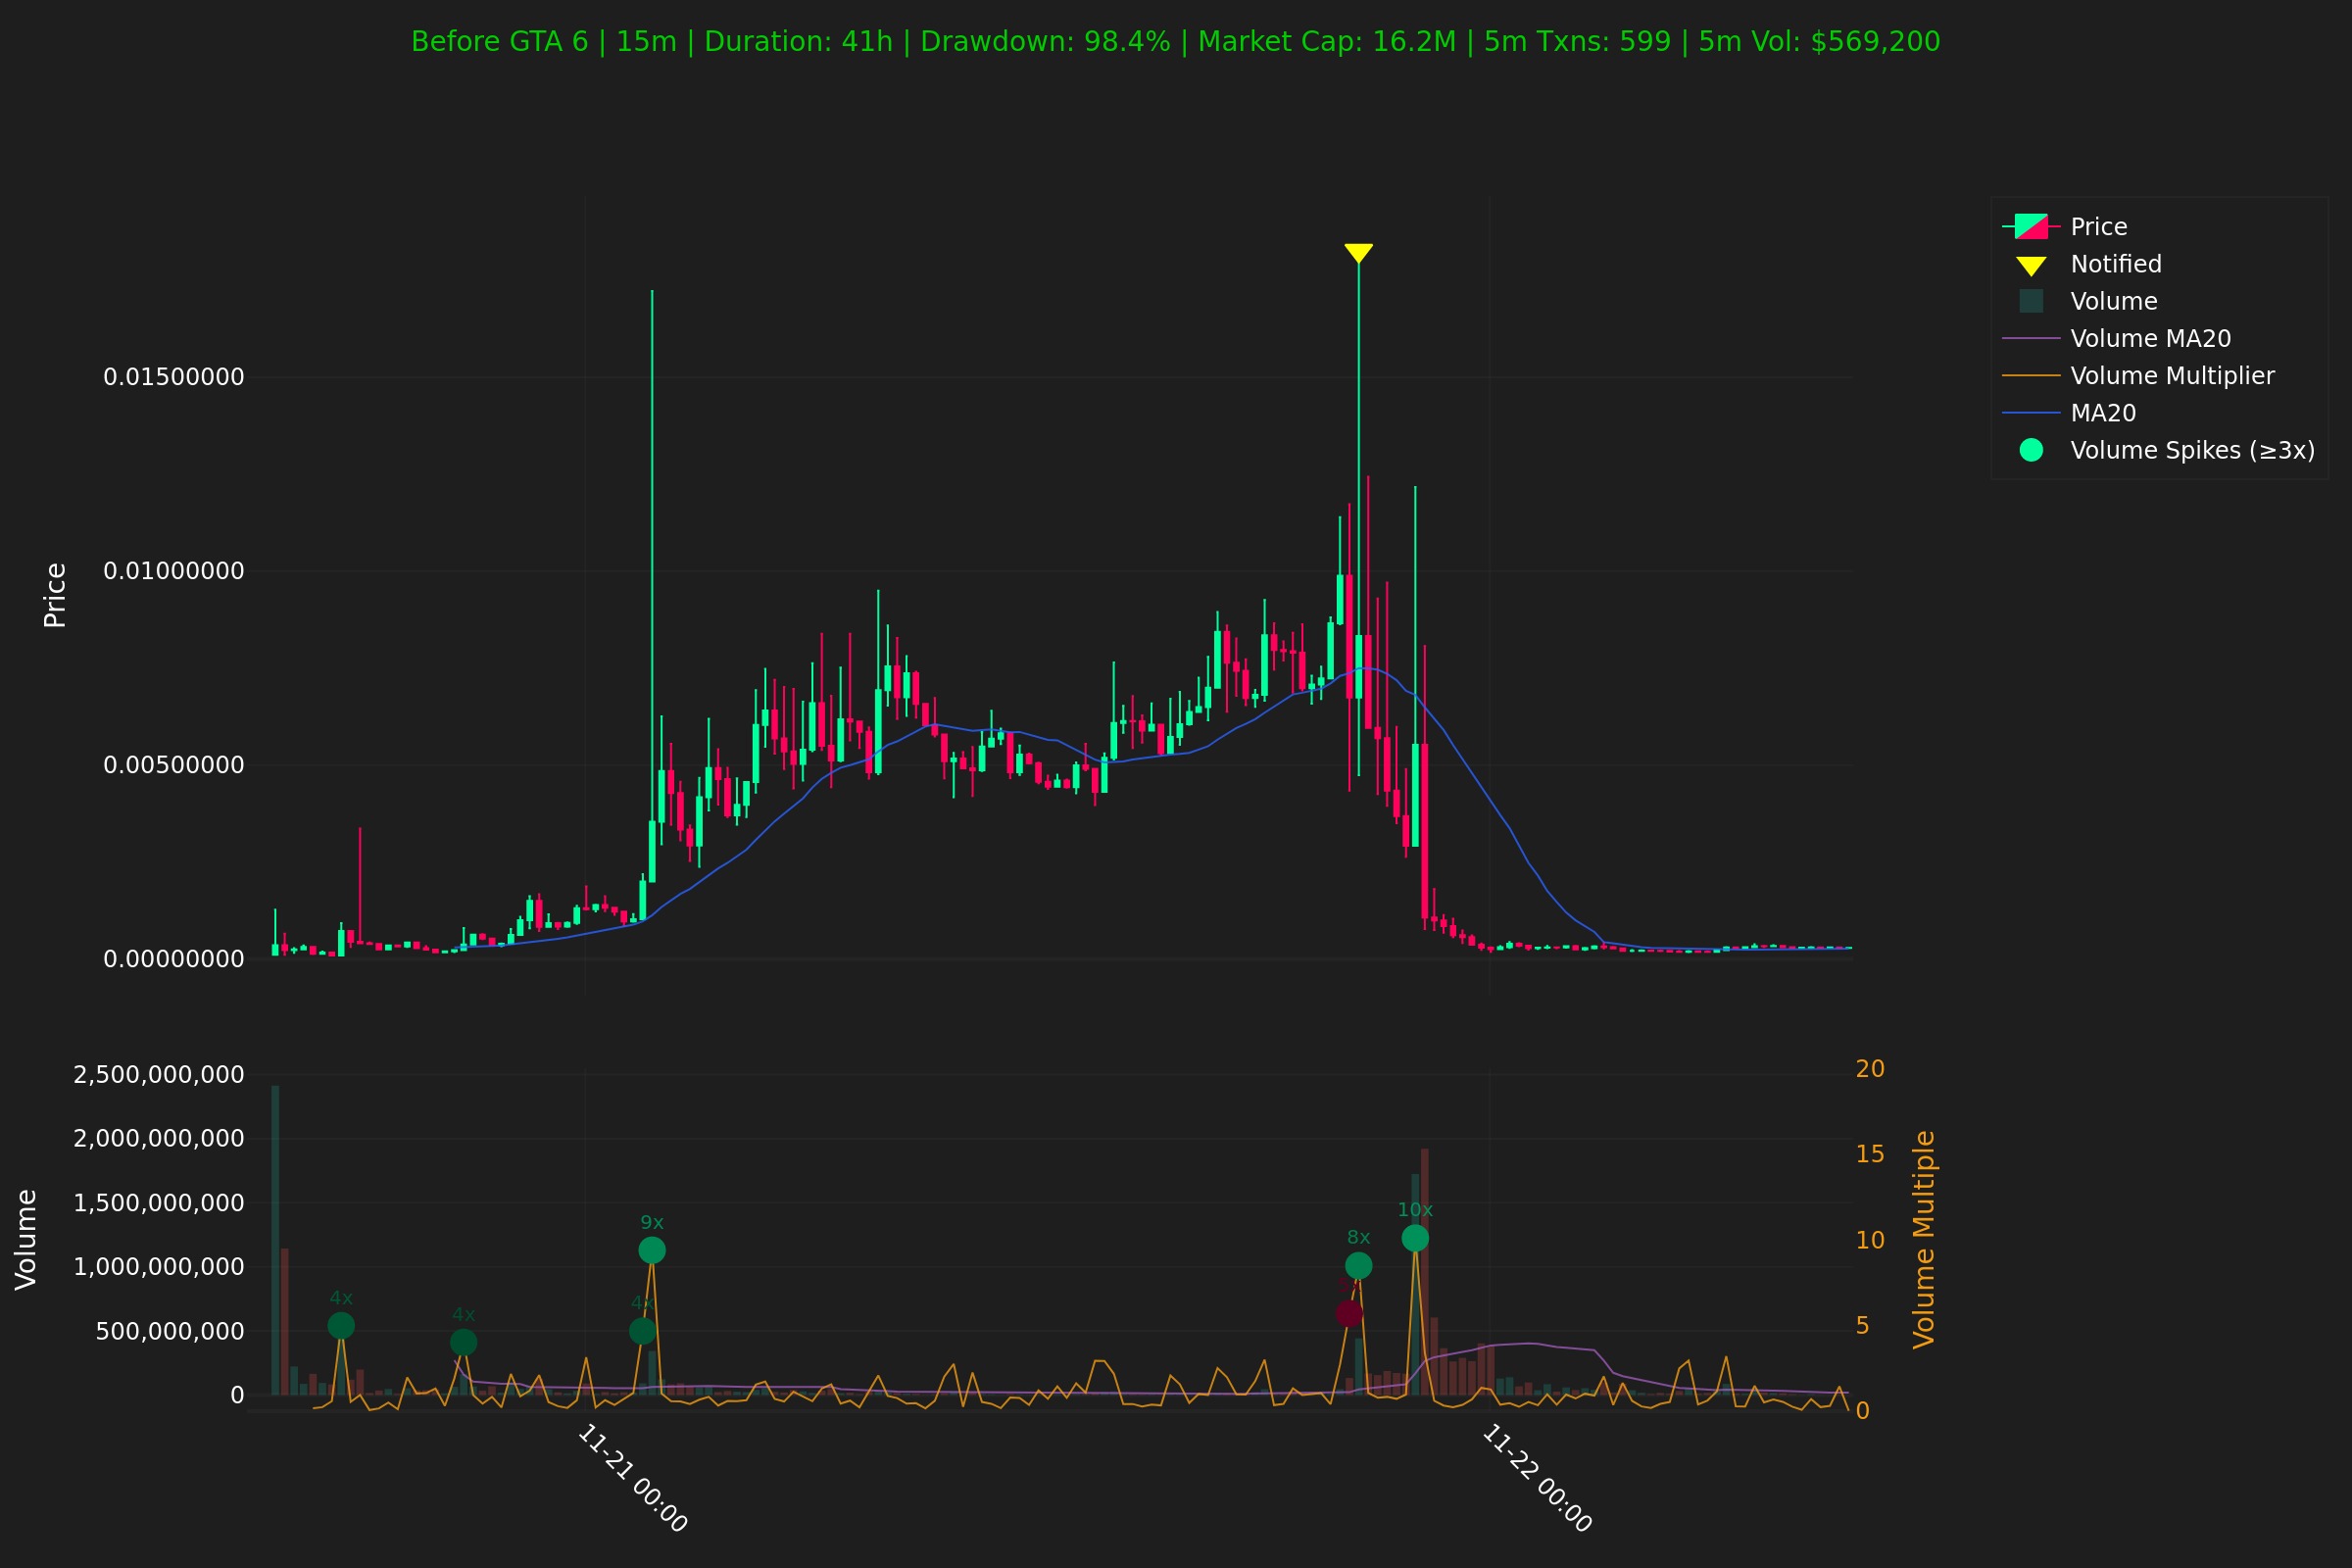 Before GTA 6 | 15m | Duration: 41h | Drawdown: 98.4% | Market Cap: 16.2M | 5m Txns: 599 | 5m Vol: $569,200
Price
Notified
Volume
Volume MA20
Volume Multiplier
MA20
Volume Spikes (≥3x)
0.01500000
0.01000000
0.00500000
0.00000000
Price
2,500,000,000
2,000,000,000
1,500,000,000
1,000,000,000
500,000,000
0
Volume
4x
4x
4x
9x
8x
10x
20
15
10
5
0
Volume Multiple
11-21 00:00
11-22 00:00